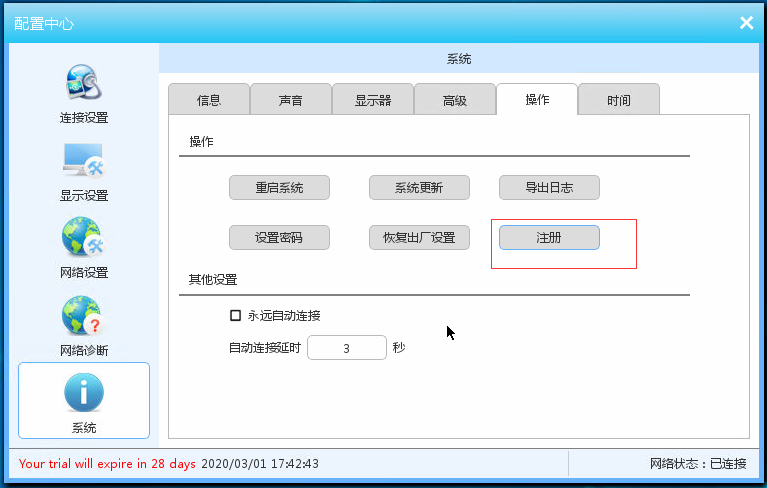 配置中心
系统
信息 声音 显示器 高级 操作 时间
连接设置
显示设置
网络设置
网络诊断
系统
操作
重启系统 系统更新 导出日志
设置密码 恢复出厂设置 注册
其他设置
永远自动连接
自动连接延时 3 秒
Your trial will expire in 28 days 2020/03/01 17:42:43 网络状态：已连接